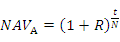 NAV_A = (1 + R)^{t/N}